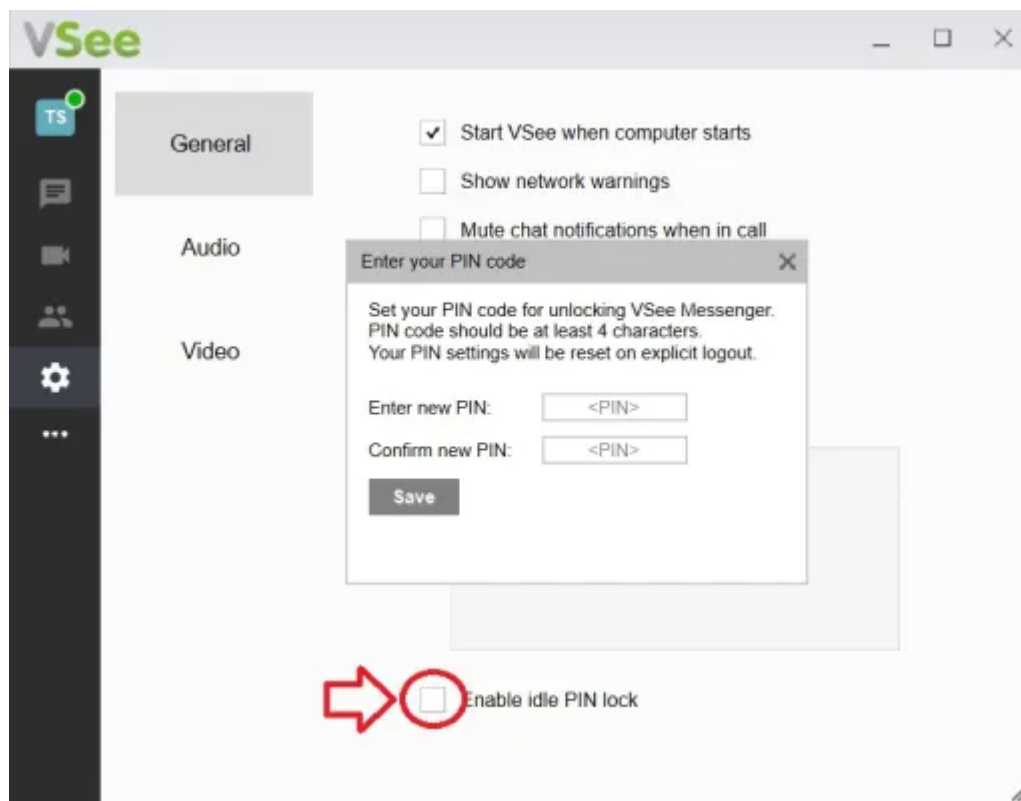 VSee
TS
General
Audio
Video
Start VSee when computer starts
Show network warnings
Mute chat notifications when in call
Enter your PIN code
Set your PIN code for unlocking VSee Messenger.
PIN code should be at least 4 characters.
Your PIN settings will be reset on explicit logout.
Enter new PIN: <PIN>
Confirm new PIN: <PIN>
Save
Enable idle PIN lock